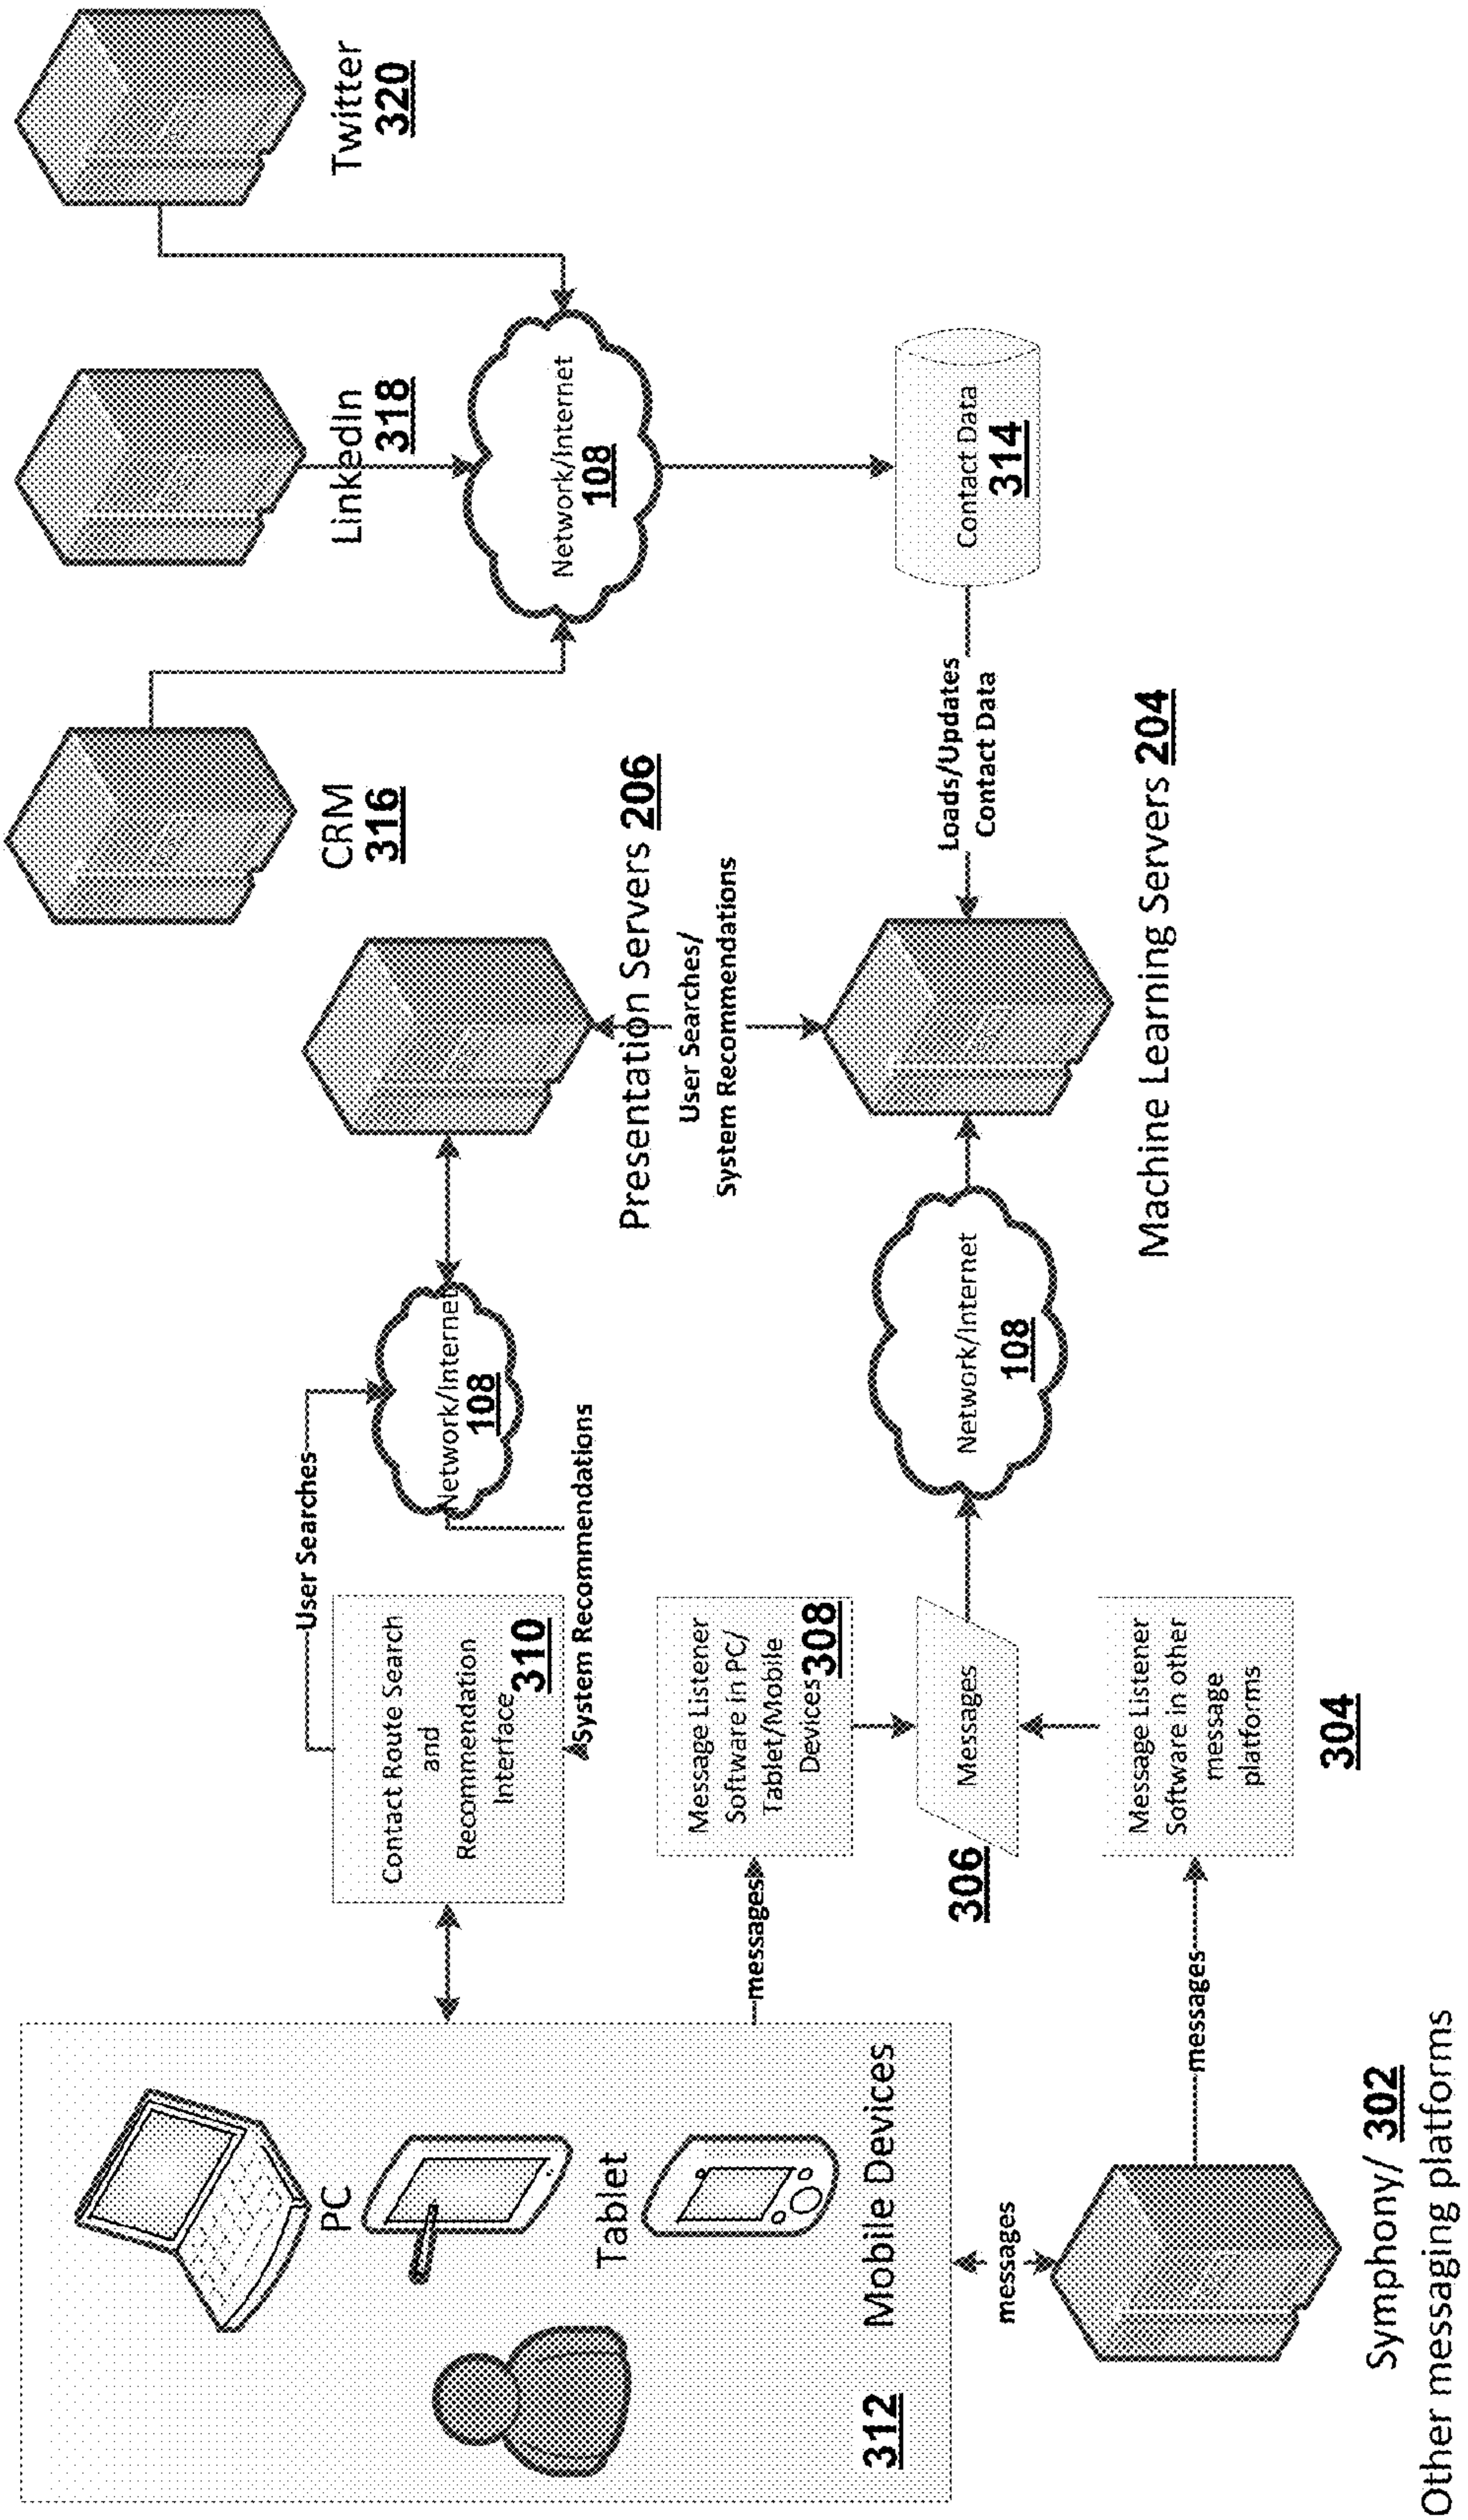 CRM
316
LinkedIn
318
Twitter
320
User Searches
Contact Route Search
and
Recommendation
Interface
310
Network/Internet
108
System Recommendations
Presentation Servers 206
User Searches/
System Recommendations
Network/Internet
108
PC
Tablet
Mobile Devices
312
messages
Message Listener
Software in PC/
Tablet/Mobile
Devices
308
Messages
306
Network/Internet
108
Machine Learning Servers 204
Loads/Updates
Contact Data
Contact Data
314
messages
Symphony/ 302
Other messaging platforms
messages
Message Listener
Software in other
message
platforms
304